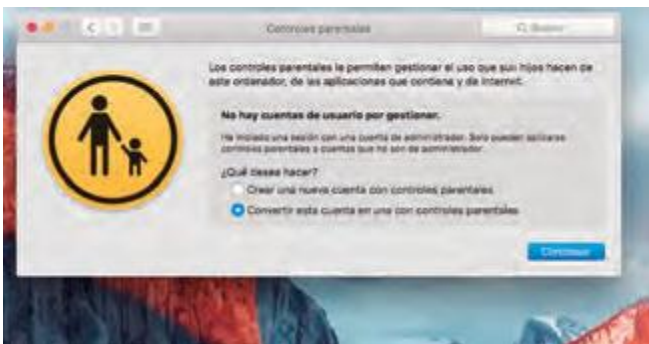 Controles parentales
Buscar
Los controles parentales le permiten gestionar el uso que sus hijos hacen de
este ordenador, de las aplicaciones que contiene y de Internet.
No hay cuentas de usuario por gestionar.
Ha iniciado una sesión con una cuenta de administrador. Solo pueden aplicarse
controles parentales a cuentas que no son de administrador.
¿Qué desea hacer?
Crear una nueva cuenta con controles parentales
Convertir esta cuenta en una con controles parentales
Continuar